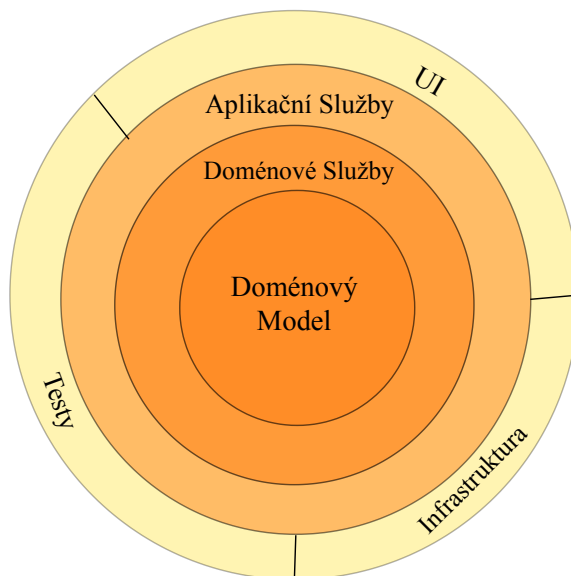 UI
Aplikační Služby
Doménové Služby
Doménový
Model
Testy
Infrastruktura